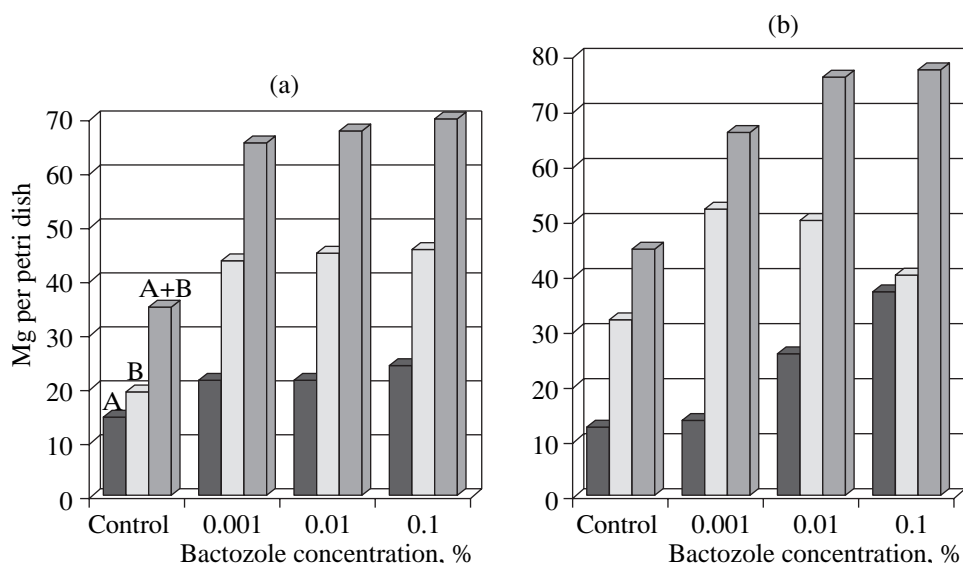 (a)
Mg per petri dish
70
60
50
40
30
20
10
0
A
B
A+B
Control 0.001 0.01 0.1
Bactozole concentration, %
(b)
80
70
60
50
40
30
20
10
0
Control 0.001 0.01 0.1
Bactozole concentration, %